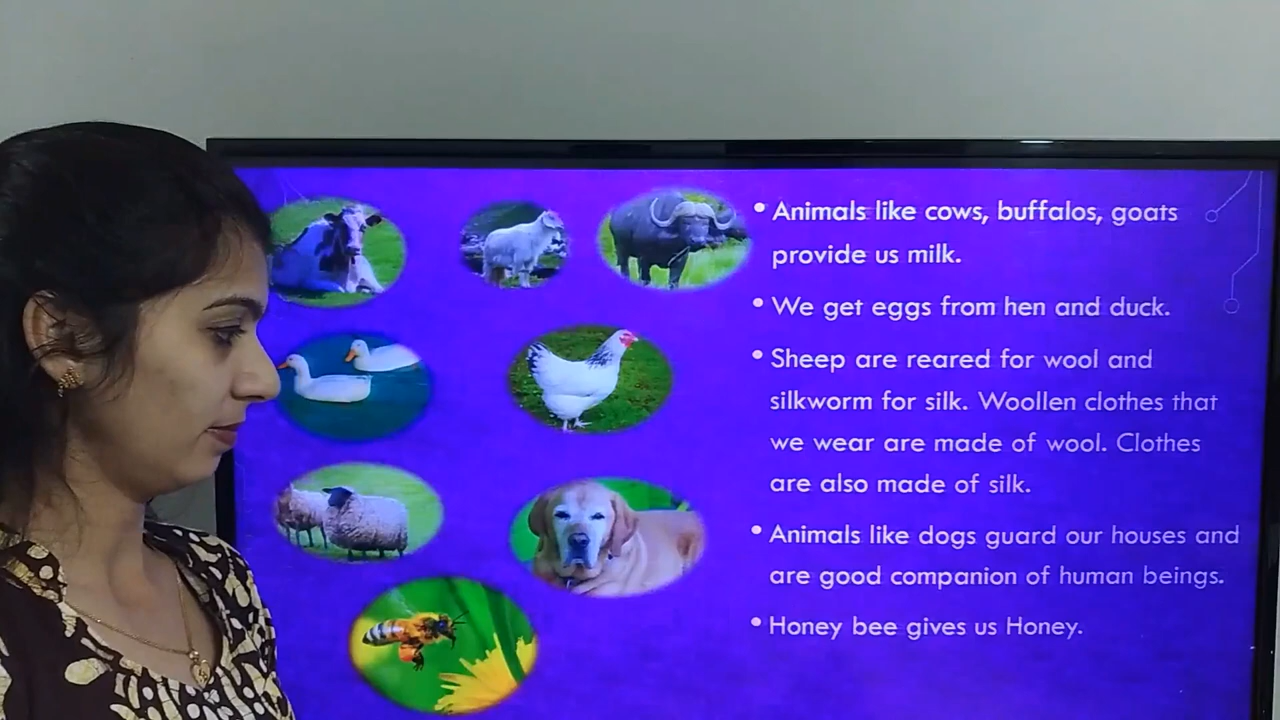 • Animals like cows, buffalos, goats
provide us milk.
• We get eggs from hen and duck.
• Sheep are reared for wool and
silkworm for silk. Woollen clothes that
we wear are made of wool. Clothes
are also made of silk.
• Animals like dogs guard our houses and
are good companion of human beings.
• Honey bee gives us Honey.